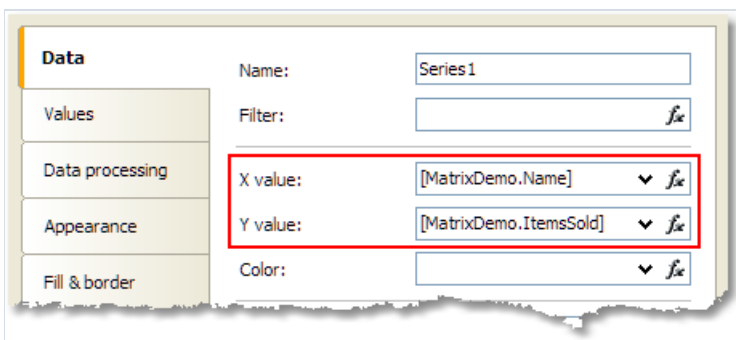 Data
Name: Series1
Values
Filter: fx
Data processing
X value: [MatrixDemo.Name] fx
Appearance
Y value: [MatrixDemo.ItemsSold] fx
Fill & border
Color: fx